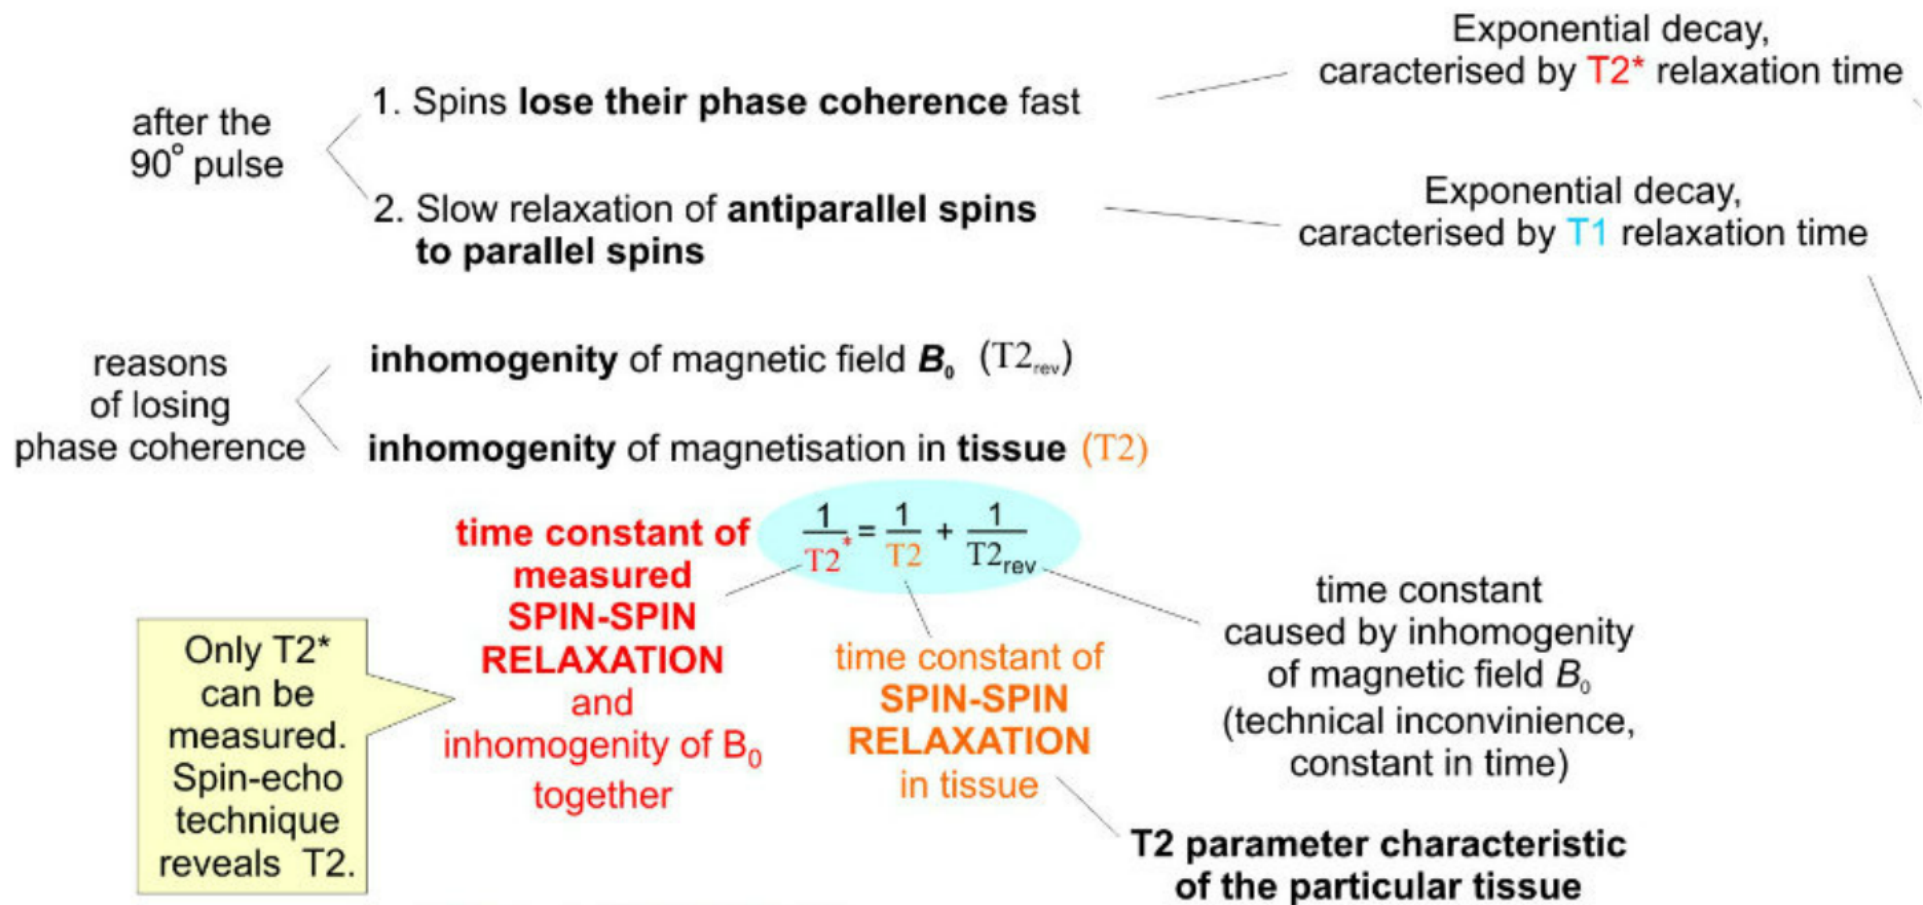 Exponential decay,
caracterised by T2* relaxation time
after the
90° pulse
1. Spins lose their phase coherence fast
2. Slow relaxation of antiparallel spins
to parallel spins
Exponential decay,
caracterised by T1 relaxation time
reasons
of losing
phase coherence
inhomogenity of magnetic field B₀ (T2rev)
inhomogenity of magnetisation in tissue (T2)
1/T2* = 1/T2 + 1/T2rev
time constant of
measured
SPIN-SPIN
RELAXATION
and
inhomogenity of B₀
together
Only T2*
can be
measured.
Spin-echo
technique
reveals T2.
time constant of
SPIN-SPIN
RELAXATION
in tissue
time constant
caused by inhomogenity
of magnetic field B₀
(technical inconvinience,
constant in time)
T2 parameter characteristic
of the particular tissue